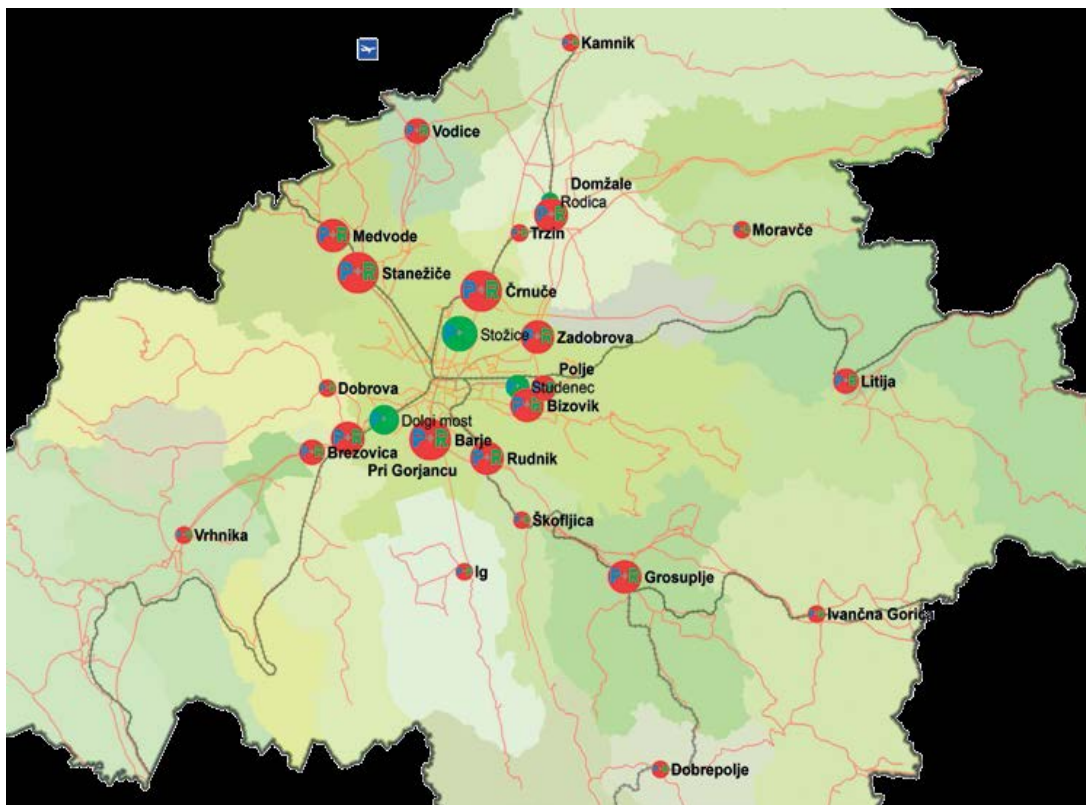 Kamnik
P+R
Vodice
P+R
Domžale
Rodica
P+R
Trzin
P+R
Moravče
P+R
Medvode
P+R
Stanežiče
P+R
Črnuče
P+R
Stožice
Zadobrova
P+R
Polje
Studenec
Litija
P+R
Dobrova
Bizovik
P+R
Dolgi most
Barje
P+R
P+R
Brezovica
Pri Gorjancu
Rudnik
P+R
Škofljica
Vrhnika
Ig
Grosuplje
P+R
Ivančna Gorica
Dobrepolje